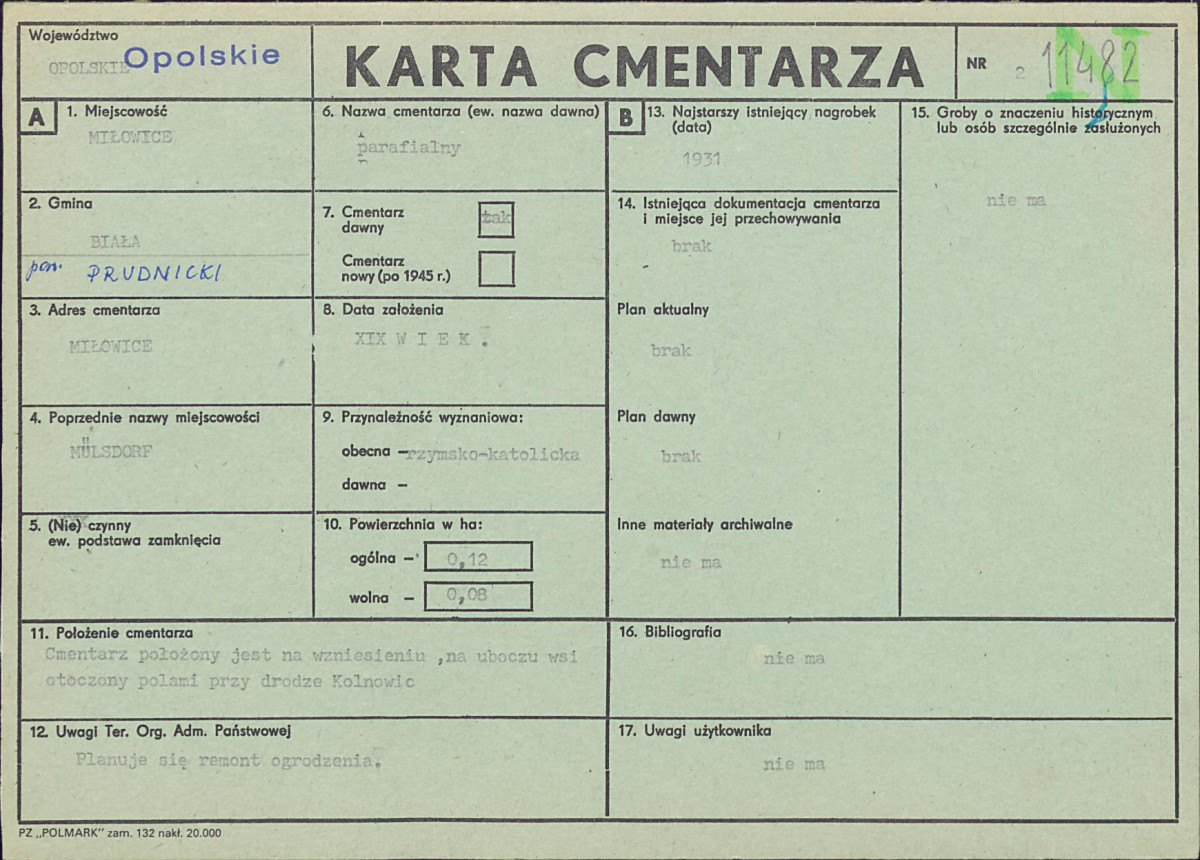 Województwo
OPOLSKIE Opolskie
KARTA CMENTARZA
NR 2 11482
N
A
1. Miejscowość
MIŁOWICE
2. Gmina
BIAŁA
pow. PRUDNICKI
3. Adres cmentarza
MIŁOWICE
4. Poprzednie nazwy miejscowości
MÜLSDORF
5. (Nie) czynny
ew. podstawa zamknięcia
6. Nazwa cmentarza (ew. nazwa dawna)
parafialny
7. Cmentarz
dawny
tak
Cmentarz
nowy (po 1945 r.)
8. Data założenia
XIX W I E K .
9. Przynależność wyznaniowa:
obecna – rzymsko-katolicka
dawna –
10. Powierzchnia w ha:
ogólna – 0,12
wolna – 0,08
11. Położenie cmentarza
Cmentarz położony jest na wzniesieniu ,na uboczu wsi
otoczony polami przy drodze Kolnowic
12. Uwagi Ter. Org. Adm. Państwowej
Planuje się remont ogrodzenia.
B
13. Najstarszy istniejący nagrobek
(data)
1931
14. Istniejąca dokumentacja cmentarza
i miejsce jej przechowywania
brak
Plan aktualny
brak
Plan dawny
brak
Inne materiały archiwalne
nie ma
15. Groby o znaczeniu historycznym
lub osób szczególnie zasłużonych
nie ma
16. Bibliografia
nie ma
17. Uwagi użytkownika
nie ma
PZ „POLMARK" zam. 132 nakł. 20.000